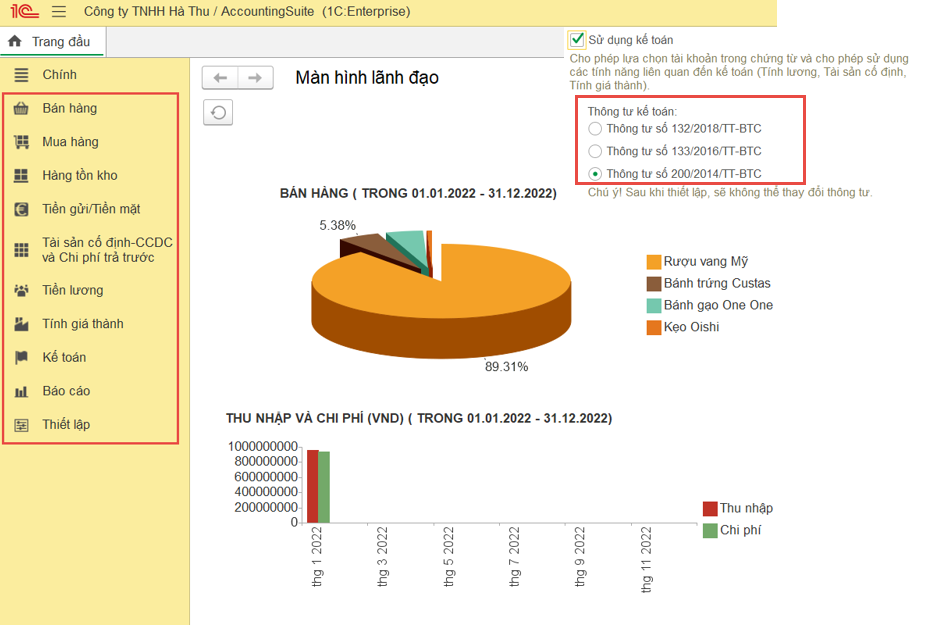 1C Công ty TNHH Hà Thu / AccountingSuite (1C:Enterprise)
Trang đầu
Chính
Bán hàng
Mua hàng
Hàng tồn kho
Tiền gửi/Tiền mặt
Tài sản cố định-CCDC
và Chi phí trả trước
Tiền lương
Tính giá thành
Kế toán
Báo cáo
Thiết lập
Màn hình lãnh đạo
Sử dụng kế toán
Cho phép lựa chọn tài khoản trong chứng từ và cho phép sử dụng
các tính năng liên quan đến kế toán (Tính lương, Tài sản cố định,
Tính giá thành).
Thông tư kế toán:
Thông tư số 132/2018/TT-BTC
Thông tư số 133/2016/TT-BTC
Thông tư số 200/2014/TT-BTC
Chú ý! Sau khi thiết lập, sẽ không thể thay đổi thông tư.
BÁN HÀNG ( TRONG 01.01.2022 - 31.12.2022)
5.38%
89.31%
Rượu vang Mỹ
Bánh trứng Custas
Bánh gạo One One
Kẹo Oishi
THU NHẬP VÀ CHI PHÍ (VND) ( TRONG 01.01.2022 - 31.12.2022)
1000000000
800000000
600000000
400000000
200000000
0
thg 1 2022
thg 3 2022
thg 5 2022
thg 7 2022
thg 9 2022
thg 11 2022
Thu nhập
Chi phí